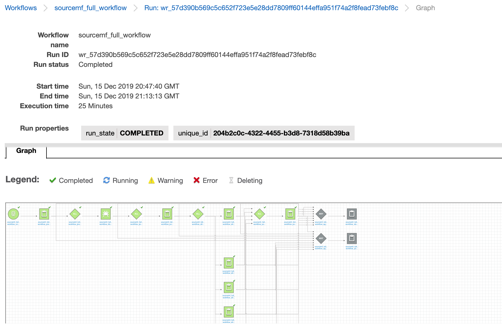 Workflows > sourcemf_full_workflow > Run: wr_57d390b569c5c652f723e5e28dd7809ff60144effa951f74a2f8fead73febf8c > Graph
Workflow name sourcemf_full_workflow
Run ID wr_57d390b569c5c652f723e5e28dd7809ff60144effa951f74a2f8fead73febf8c
Run status Completed
Start time Sun, 15 Dec 2019 20:47:40 GMT
End time Sun, 15 Dec 2019 21:13:13 GMT
Execution time 25 Minutes
Run properties run_state COMPLETED unique_id 204b2c0c-4322-4455-b3d8-7318d58b39ba
Graph
Legend: Completed Running Warning Error Deleting